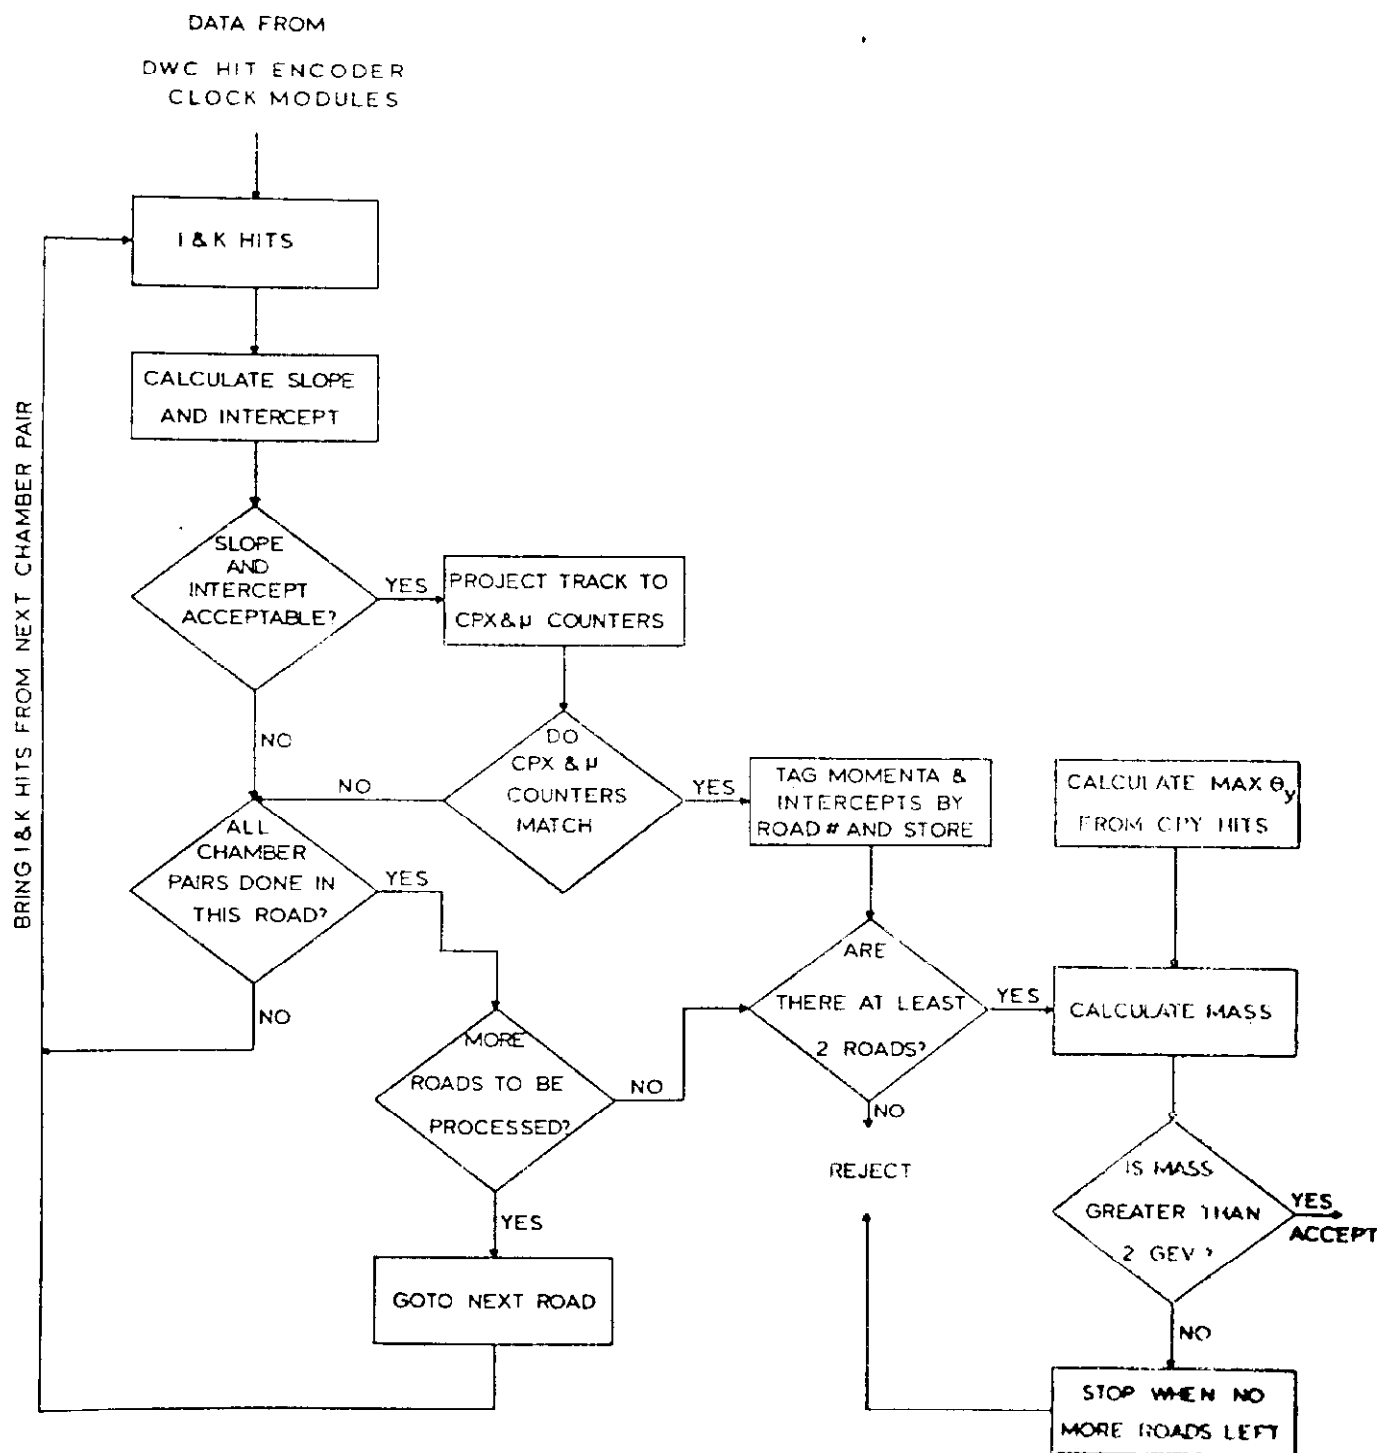 DATA FROM
DWC HIT ENCODER
CLOCK MODULES
I & K HITS
CALCULATE SLOPE
AND INTERCEPT
BRING I & K HITS FROM NEXT CHAMBER PAIR
SLOPE
AND
INTERCEPT
ACCEPTABLE?
YES
PROJECT TRACK TO
CPX & μ COUNTERS
NO
DO
CPX & μ
COUNTERS
MATCH
NO
YES
TAG MOMENTA &
INTERCEPTS BY
ROAD # AND STORE
CALCULATE MAX θy
FROM CPY HITS
ALL
CHAMBER
PAIRS DONE IN
THIS ROAD?
YES
NO
ARE
THERE AT LEAST
2 ROADS?
YES
CALCULATE MASS
MORE
ROADS TO BE
PROCESSED?
NO
NO
REJECT
IS MASS
GREATER THAN
2 GEV ?
YES
ACCEPT
YES
GOTO NEXT ROAD
NO
STOP WHEN NO
MORE ROADS LEFT